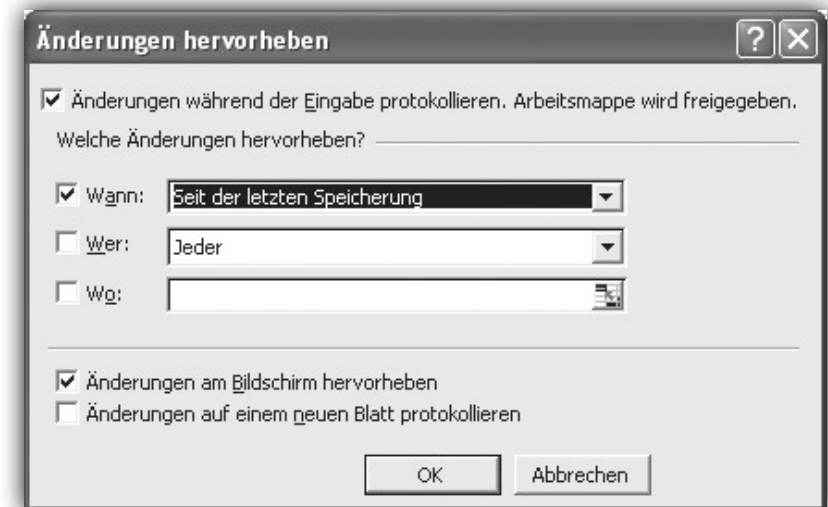 Änderungen hervorheben
Änderungen während der Eingabe protokollieren. Arbeitsmappe wird freigegeben.
Welche Änderungen hervorheben?
Wann: Seit der letzten Speicherung
Wer: Jeder
Wo:
Änderungen am Bildschirm hervorheben
Änderungen auf einem neuen Blatt protokollieren
OK Abbrechen